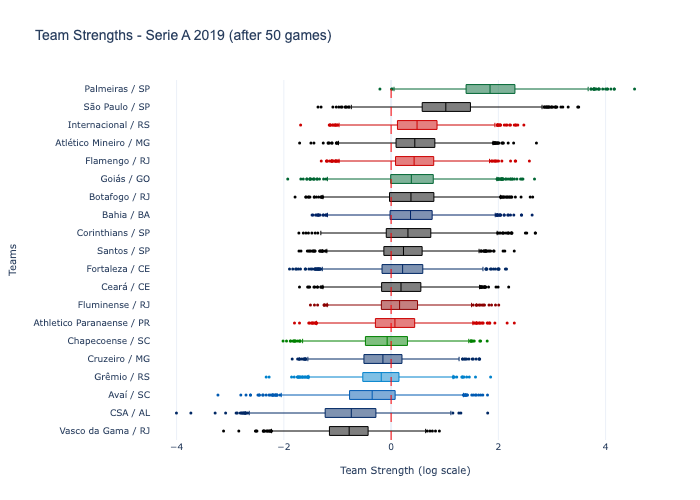 Team Strengths - Serie A 2019 (after 50 games)
Palmeiras / SP
São Paulo / SP
Internacional / RS
Atlético Mineiro / MG
Flamengo / RJ
Goiás / GO
Botafogo / RJ
Bahia / BA
Corinthians / SP
Santos / SP
Fortaleza / CE
Ceará / CE
Fluminense / RJ
Athletico Paranaense / PR
Chapecoense / SC
Cruzeiro / MG
Grêmio / RS
Avaí / SC
CSA / AL
Vasco da Gama / RJ
Teams
−4 −2 0 2 4
Team Strength (log scale)